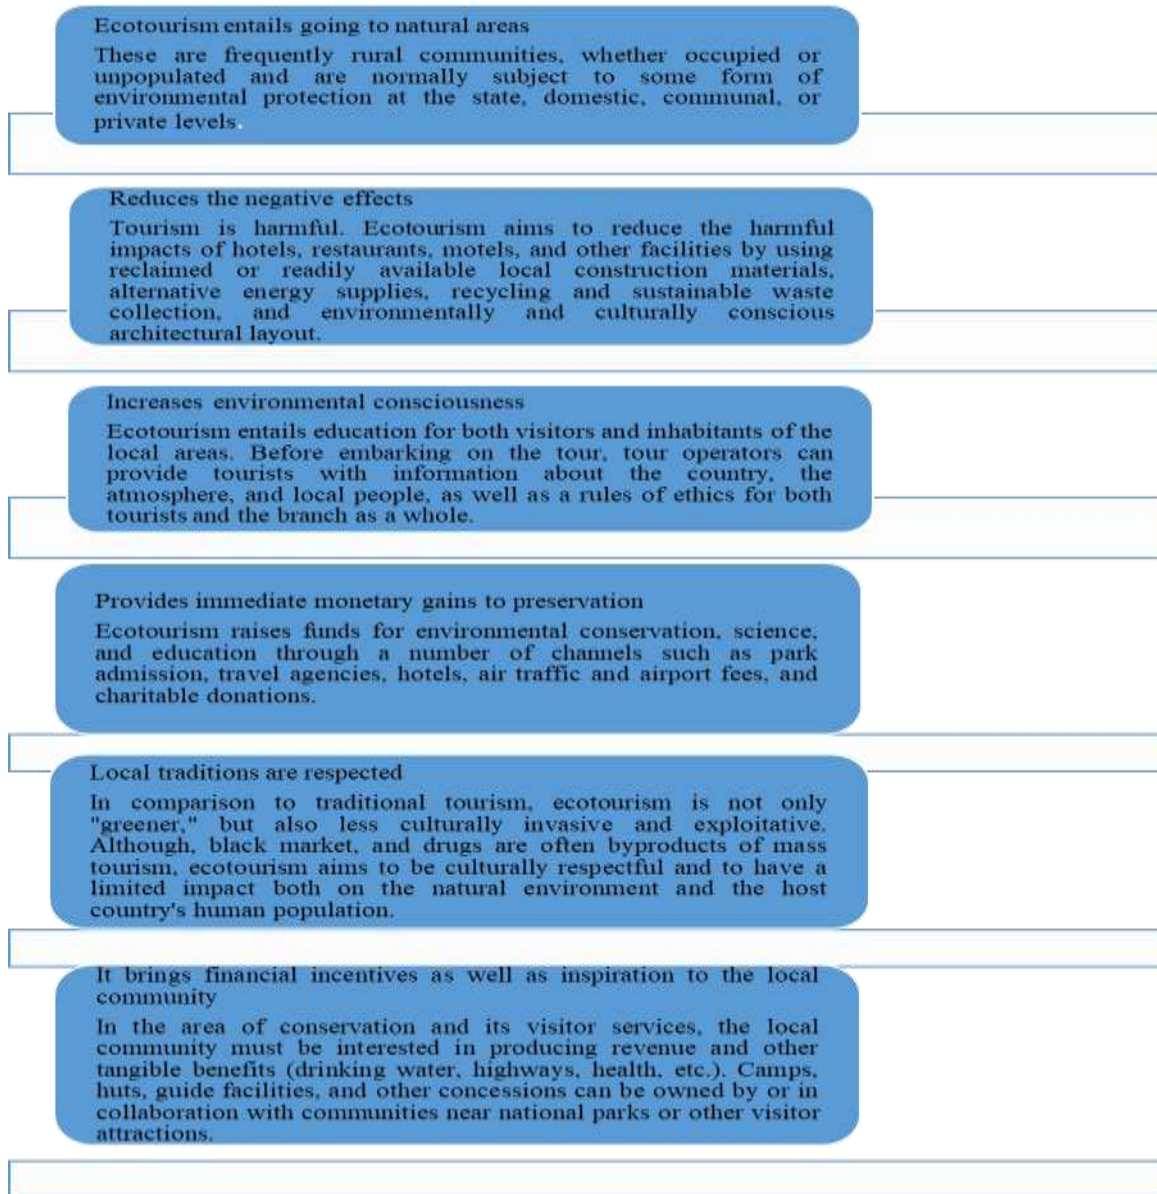 Ecotourism entails going to natural areas
These are frequently rural communities, whether occupied or
unpopulated and are normally subject to some form of
environmental protection at the state, domestic, communal, or
private levels.
Reduces the negative effects
Tourism is harmful. Ecotourism aims to reduce the harmful
impacts of hotels, restaurants, motels, and other facilities by using
reclaimed or readily available local construction materials,
alternative energy supplies, recycling and sustainable waste
collection, and environmentally and culturally conscious
architectural layout.
Increases environmental consciousness
Ecotourism entails education for both visitors and inhabitants of the
local areas. Before embarking on the tour, tour operators can
provide tourists with information about the country, the
atmosphere, and local people, as well as a rules of ethics for both
tourists and the branch as a whole.
Provides immediate monetary gains to preservation
Ecotourism raises funds for environmental conservation, science,
and education through a number of channels such as park
admission, travel agencies, hotels, air traffic and airport fees, and
charitable donations.
Local traditions are respected
In comparison to traditional tourism, ecotourism is not only
"greener," but also less culturally invasive and exploitative.
Although, black market, and drugs are often byproducts of mass
tourism, ecotourism aims to be culturally respectful and to have a
limited impact both on the natural environment and the host
country's human population.
It brings financial incentives as well as inspiration to the local
community
In the area of conservation and its visitor services, the local
community must be interested in producing revenue and other
tangible benefits (drinking water, highways, health, etc.). Camps,
huts, guide facilities, and other concessions can be owned by or in
collaboration with communities near national parks or other visitor
attractions.